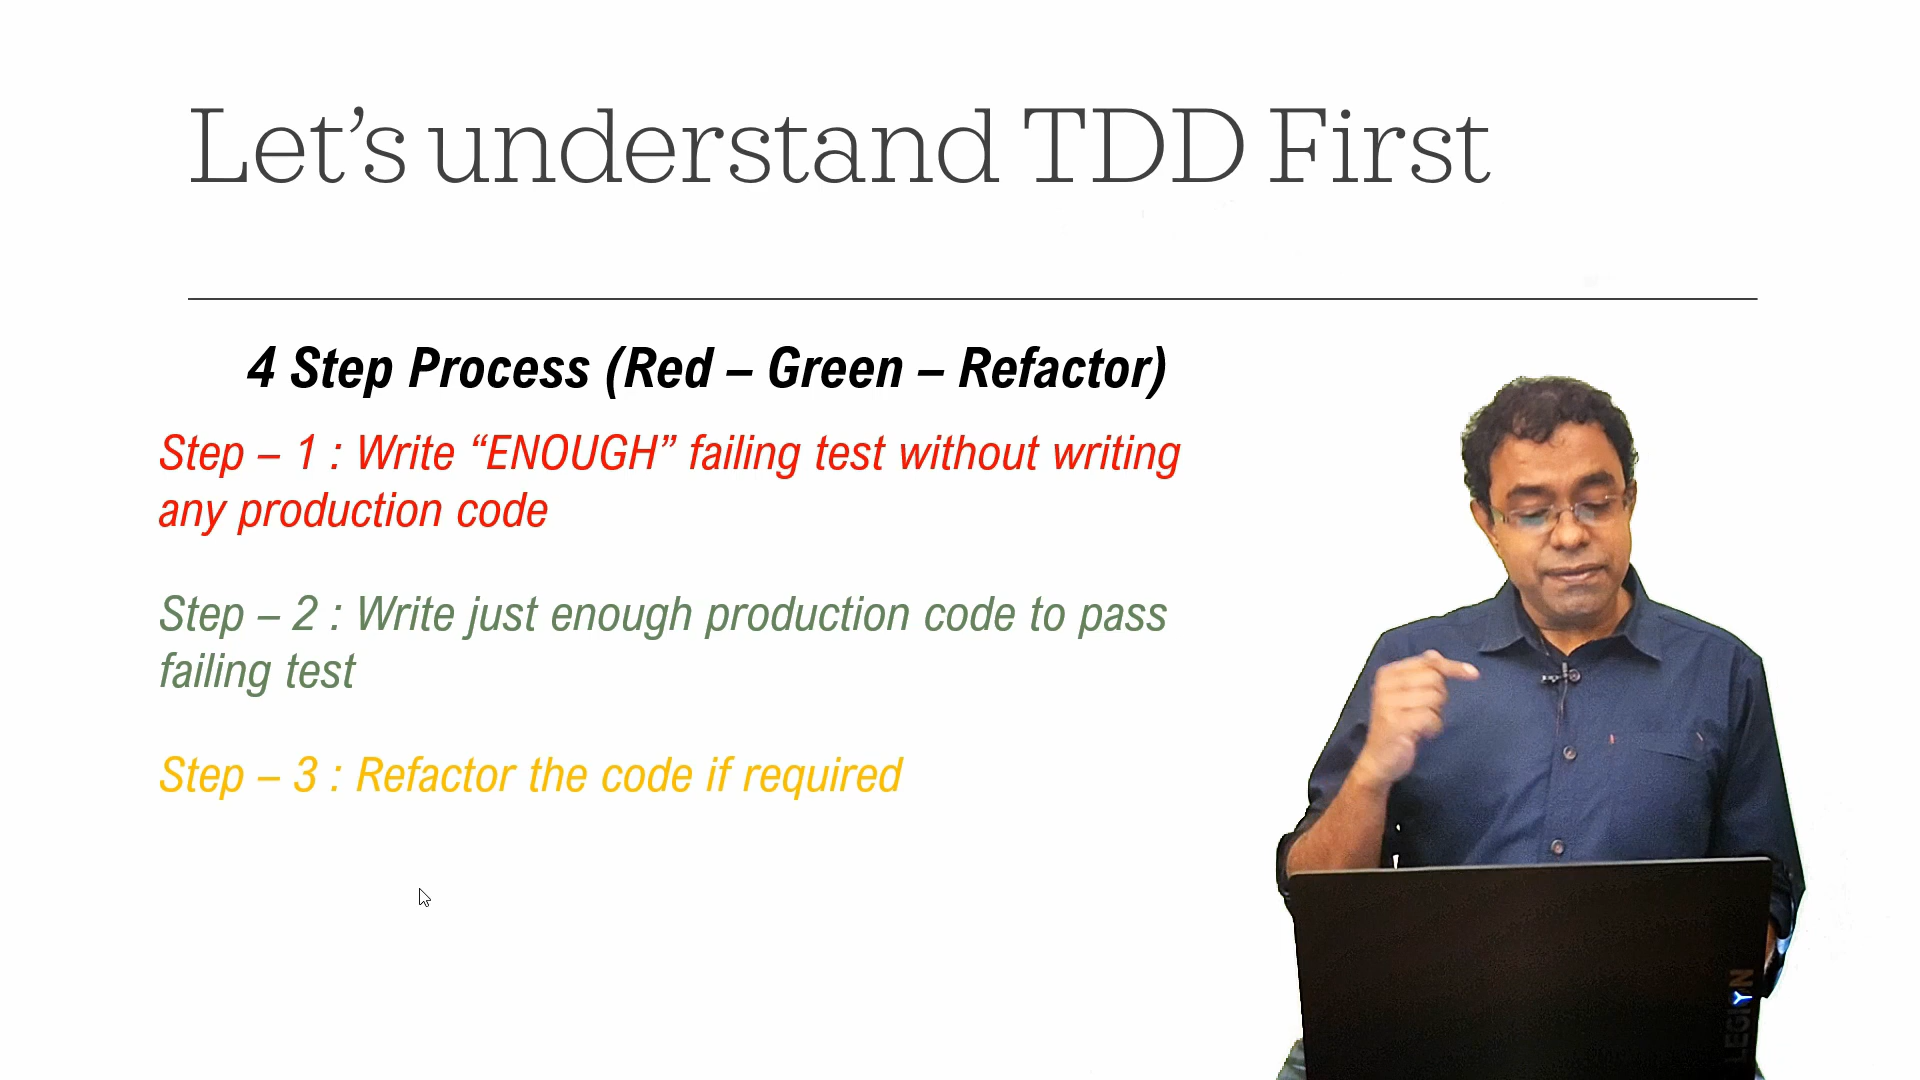 Let’s understand TDD First
4 Step Process (Red – Green – Refactor)
Step – 1 : Write “ENOUGH” failing test without writing
any production code
Step – 2 : Write just enough production code to pass
failing test
Step – 3 : Refactor the code if required
LEGION